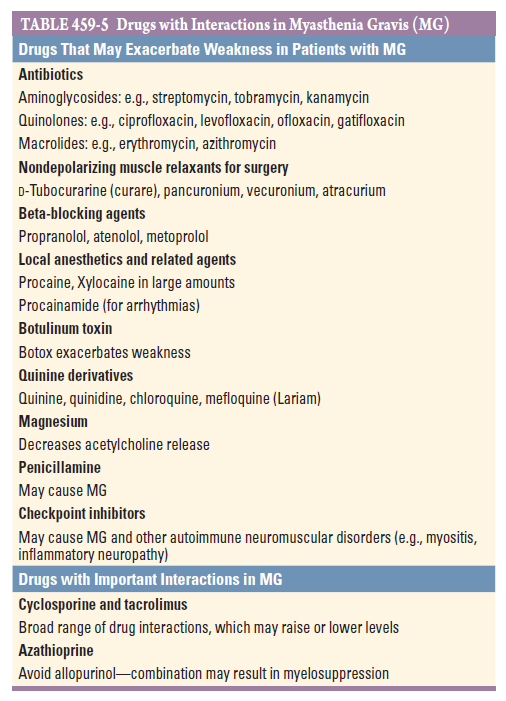 TABLE 459-5 Drugs with Interactions in Myasthenia Gravis (MG)
Drugs That May Exacerbate Weakness in Patients with MG
Antibiotics
Aminoglycosides: e.g., streptomycin, tobramycin, kanamycin
Quinolones: e.g., ciprofloxacin, levofloxacin, ofloxacin, gatifloxacin
Macrolides: e.g., erythromycin, azithromycin
Nondepolarizing muscle relaxants for surgery
D-Tubocurarine (curare), pancuronium, vecuronium, atracurium
Beta-blocking agents
Propranolol, atenolol, metoprolol
Local anesthetics and related agents
Procaine, Xylocaine in large amounts
Procainamide (for arrhythmias)
Botulinum toxin
Botox exacerbates weakness
Quinine derivatives
Quinine, quinidine, chloroquine, mefloquine (Lariam)
Magnesium
Decreases acetylcholine release
Penicillamine
May cause MG
Checkpoint inhibitors
May cause MG and other autoimmune neuromuscular disorders (e.g., myositis,
inflammatory neuropathy)
Drugs with Important Interactions in MG
Cyclosporine and tacrolimus
Broad range of drug interactions, which may raise or lower levels
Azathioprine
Avoid allopurinol—combination may result in myelosuppression